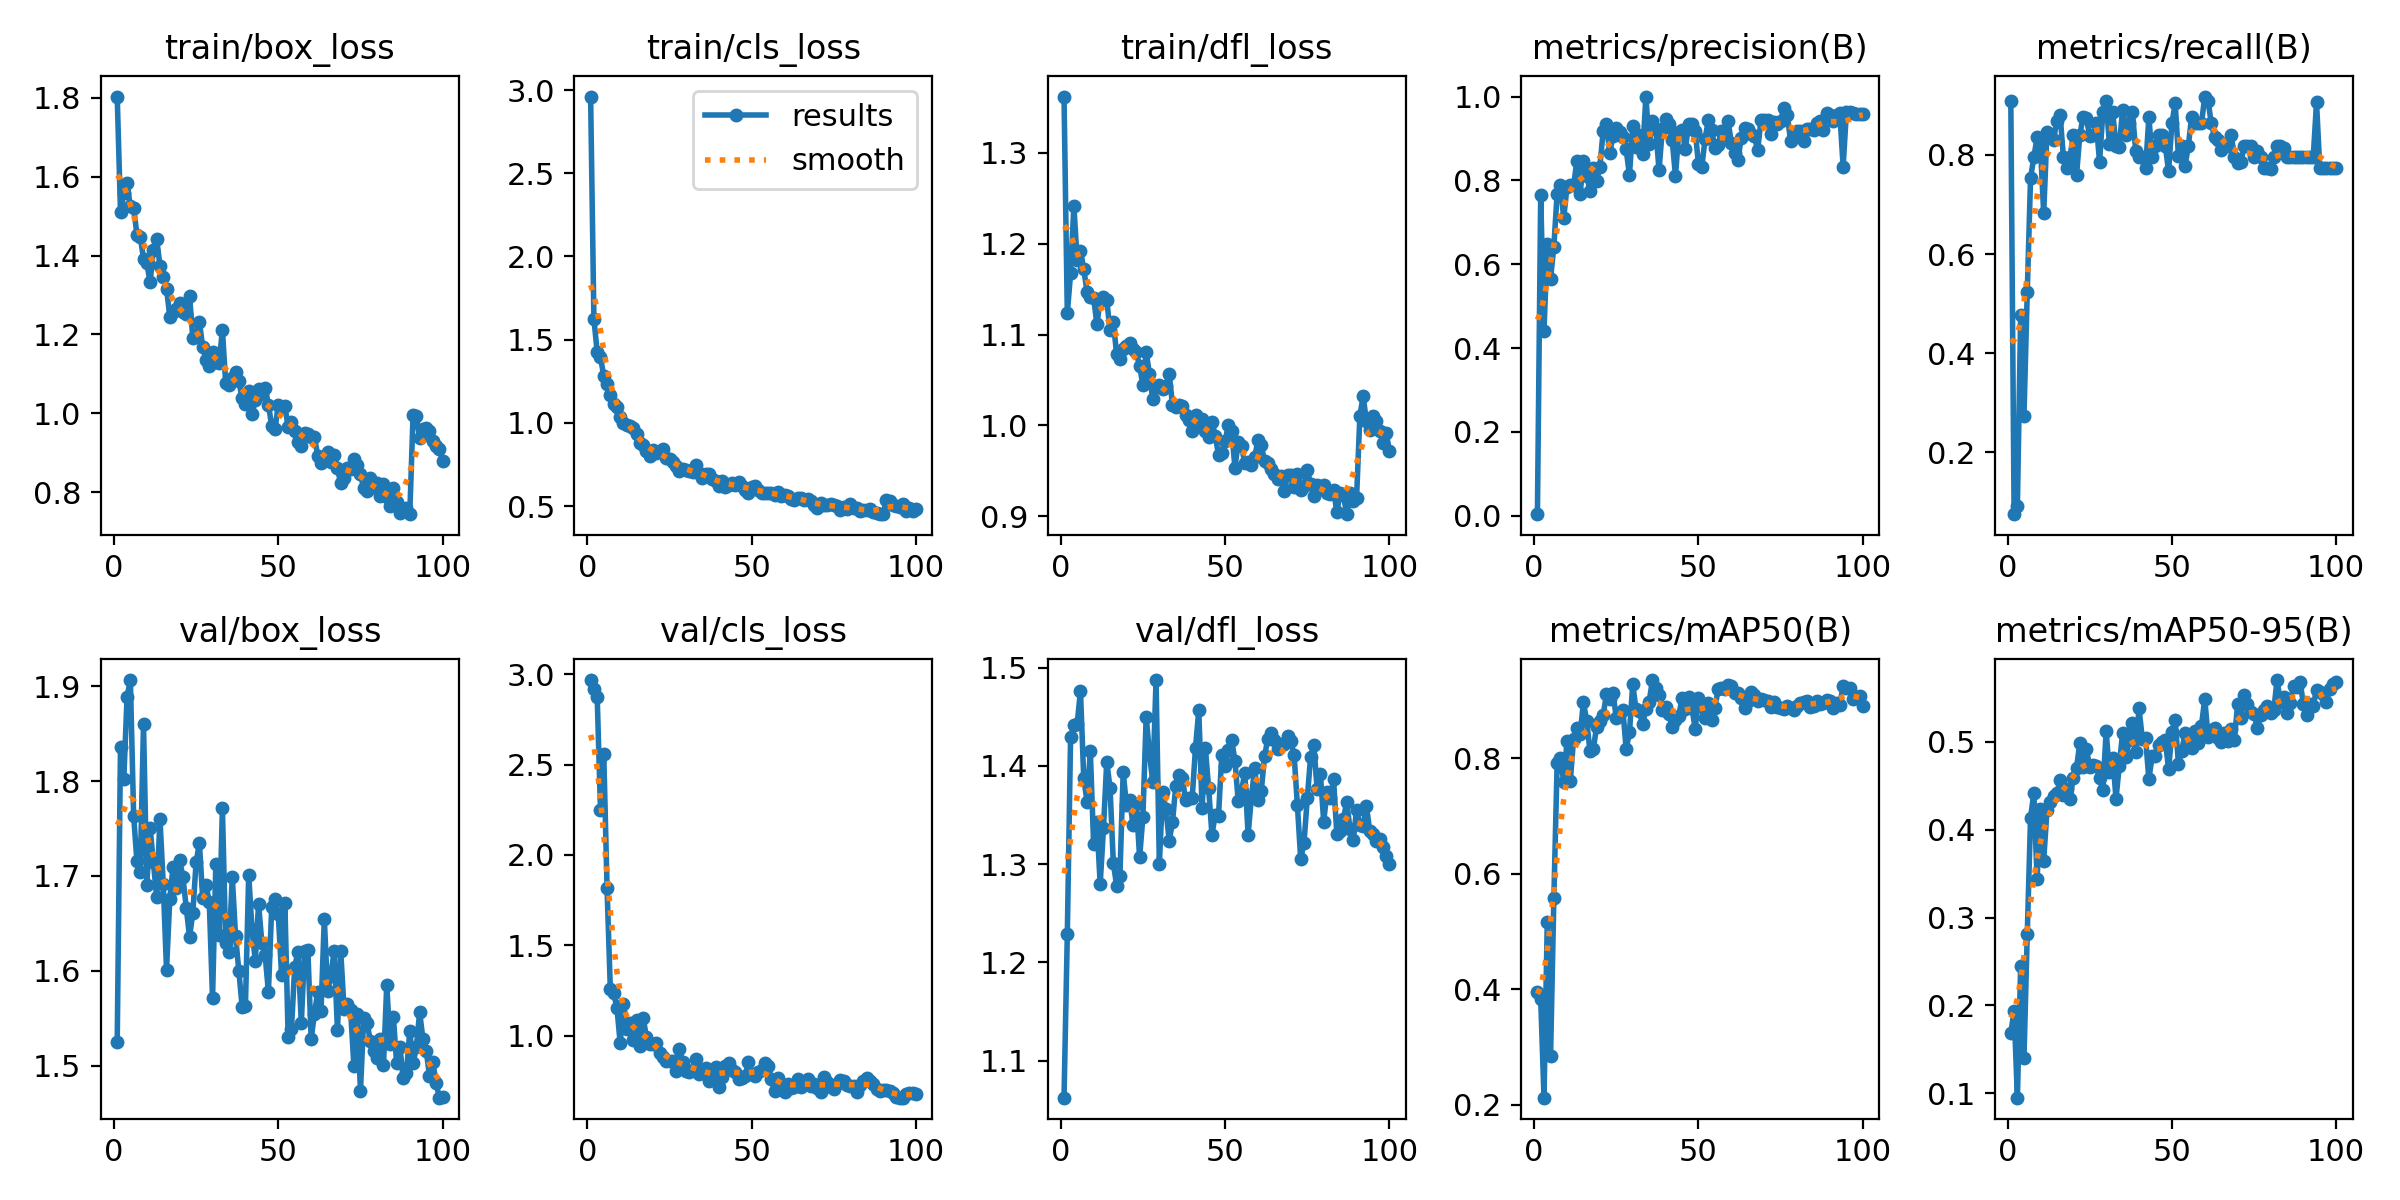 train/box_loss
1.8
1.6
1.4
1.2
1.0
0.8
0 50 100
train/cls_loss
3.0
2.5
2.0
1.5
1.0
0.5
results
smooth
0 50 100
train/dfl_loss
1.3
1.2
1.1
1.0
0.9
0 50 100
metrics/precision(B)
1.0
0.8
0.6
0.4
0.2
0.0
0 50 100
metrics/recall(B)
0.8
0.6
0.4
0.2
0 50 100
val/box_loss
1.9
1.8
1.7
1.6
1.5
0 50 100
val/cls_loss
3.0
2.5
2.0
1.5
1.0
0 50 100
val/dfl_loss
1.5
1.4
1.3
1.2
1.1
0 50 100
metrics/mAP50(B)
0.8
0.6
0.4
0.2
0 50 100
metrics/mAP50-95(B)
0.5
0.4
0.3
0.2
0.1
0 50 100